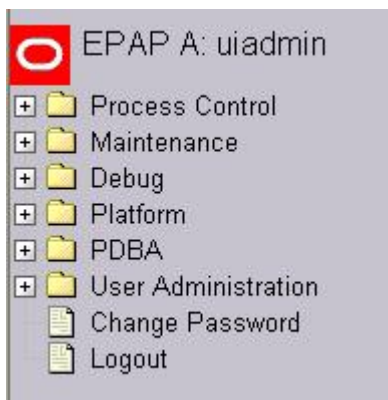 EPAP A: uiadmin
Process Control
Maintenance
Debug
Platform
PDBA
User Administration
Change Password
Logout